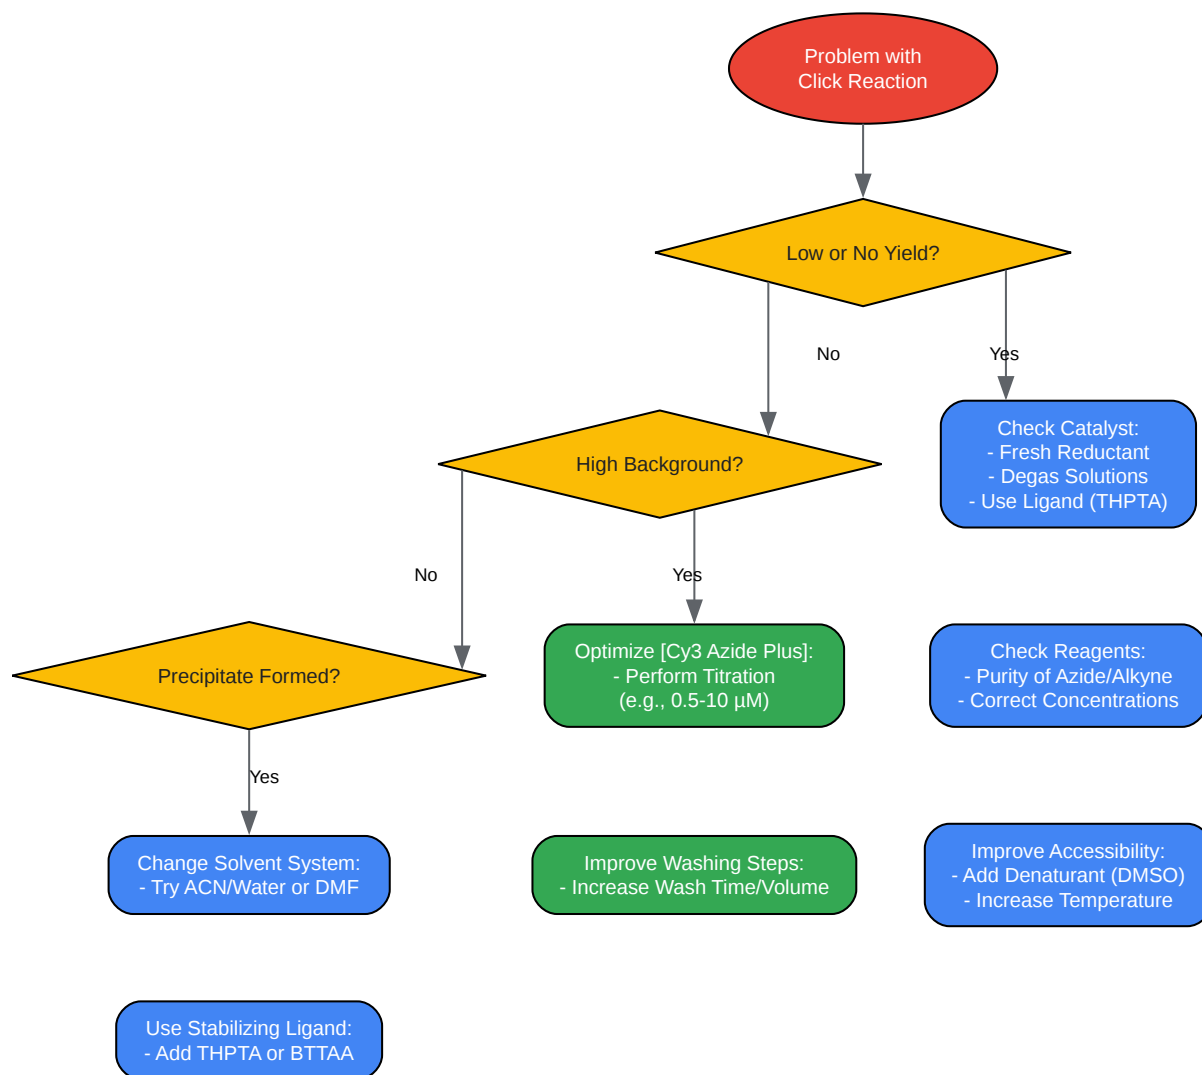 Problem with
Click Reaction
Low or No Yield?
No
Yes
Check Catalyst:
- Fresh Reductant
- Degas Solutions
- Use Ligand (THPTA)
High Background?
No
Yes
Optimize [Cy3 Azide Plus]:
- Perform Titration
(e.g., 0.5-10 µM)
Check Reagents:
- Purity of Azide/Alkyne
- Correct Concentrations
Precipitate Formed?
Yes
Change Solvent System:
- Try ACN/Water or DMF
Improve Washing Steps:
- Increase Wash Time/Volume
Improve Accessibility:
- Add Denaturant (DMSO)
- Increase Temperature
Use Stabilizing Ligand:
- Add THPTA or BTTAA